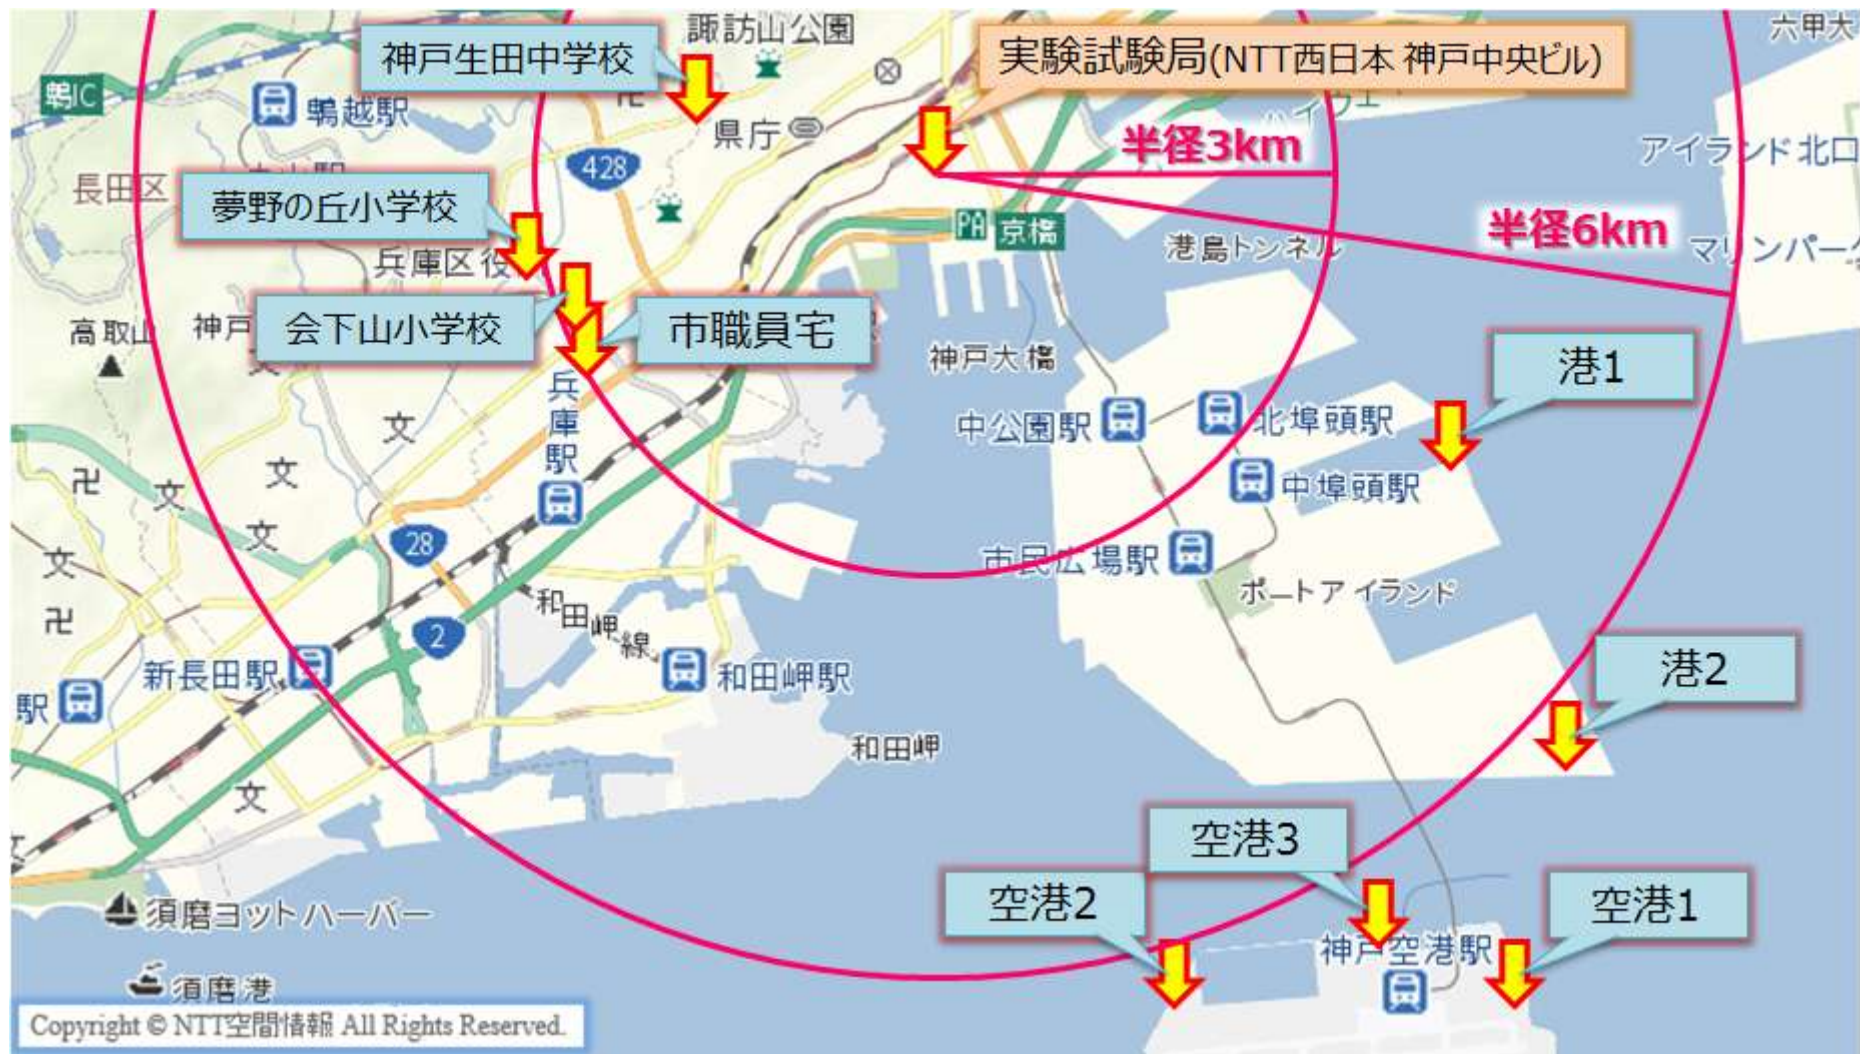 諏訪山公園
六甲大
神戸生田中学校
実験試験局(NTT西日本 神戸中央ビル)
鵯IC
鵯越駅
県庁
ハイウェ
半径3km
アイランド北口
428
長田区
夢野の丘小学校
PA 京橋
半径6km
港島トンネル
マリンパーク
兵庫区役
会下山小学校
市職員宅
高取山
神戸
神戸大橋
港1
兵庫駅
中公園駅
北埠頭駅
文
卍
文
文
中埠頭駅
文
28
市民広場駅
文
ポートアイランド
和田岬線
卍
2
新長田駅
和田岬駅
港2
駅
和田岬
文
空港3
文
空港2
空港1
須磨ヨットハーバー
神戸空港駅
須磨港
Copyright © NTT空間情報 All Rights Reserved.